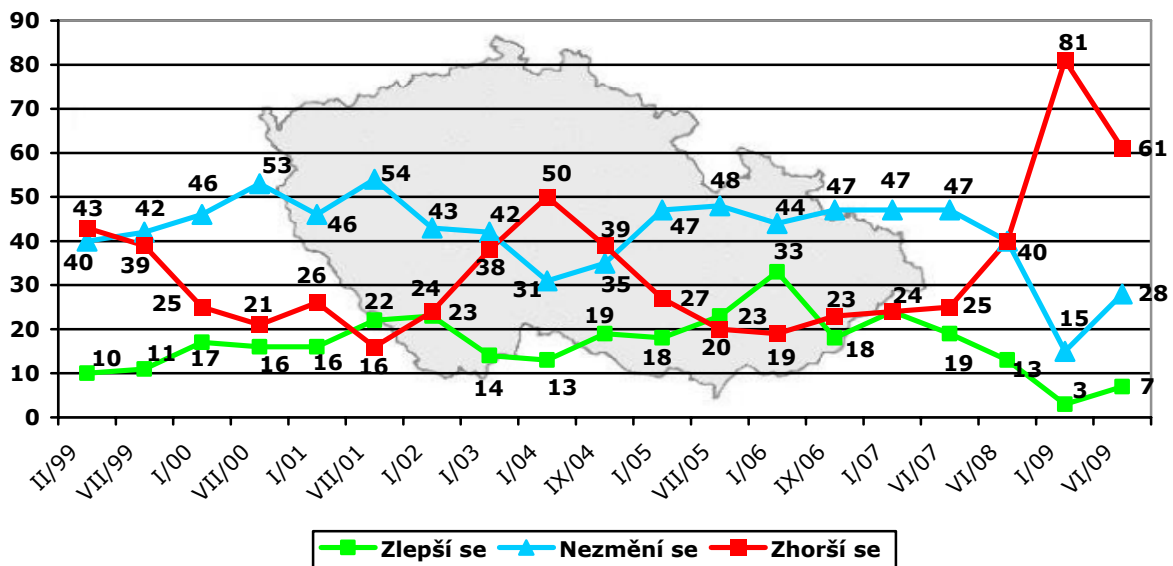 90
80
70
60
50
40
30
20
10
0
43 42 46 53 46 54 43 42 50 39 47 48 44 47 47 47 40 81 61
40 39 25 21 26 22 24 38 31 35 27 23 33 23 24 25 15 28
10 11 17 16 16 16 23 14 13 19 18 20 19 18 19 13 3 7
II/99 VII/99 I/00 VII/00 I/01 VII/01 I/02 I/03 I/04 IX/04 I/05 VII/05 I/06 IX/06 I/07 VI/07 VI/08 I/09 VI/09
Zlepší se Nezmění se Zhorší se